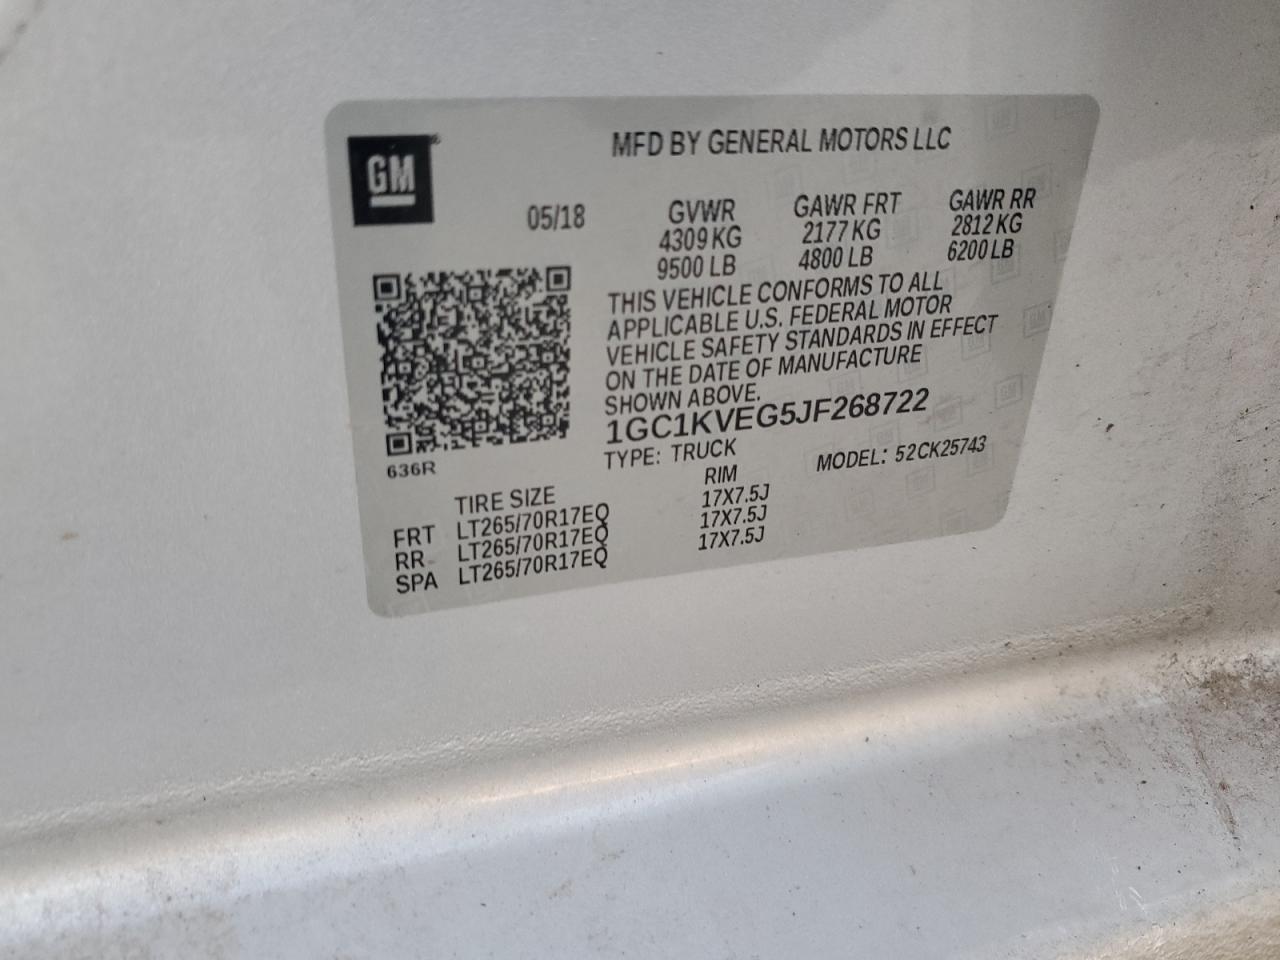 GM
MFD BY GENERAL MOTORS LLC
05/18 GVWR GAWR FRT GAWR RR
4309 KG 2177 KG 2812 KG
9500 LB 4800 LB 6200 LB
THIS VEHICLE CONFORMS TO ALL
APPLICABLE U.S. FEDERAL MOTOR
VEHICLE SAFETY STANDARDS IN EFFECT
ON THE DATE OF MANUFACTURE
SHOWN ABOVE.
1GC1KVEG5JF268722
636R
TYPE: TRUCK MODEL: 52CK25743
TIRE SIZE RIM
FRT LT265/70R17EQ 17X7.5J
RR LT265/70R17EQ 17X7.5J
SPA LT265/70R17EQ 17X7.5J